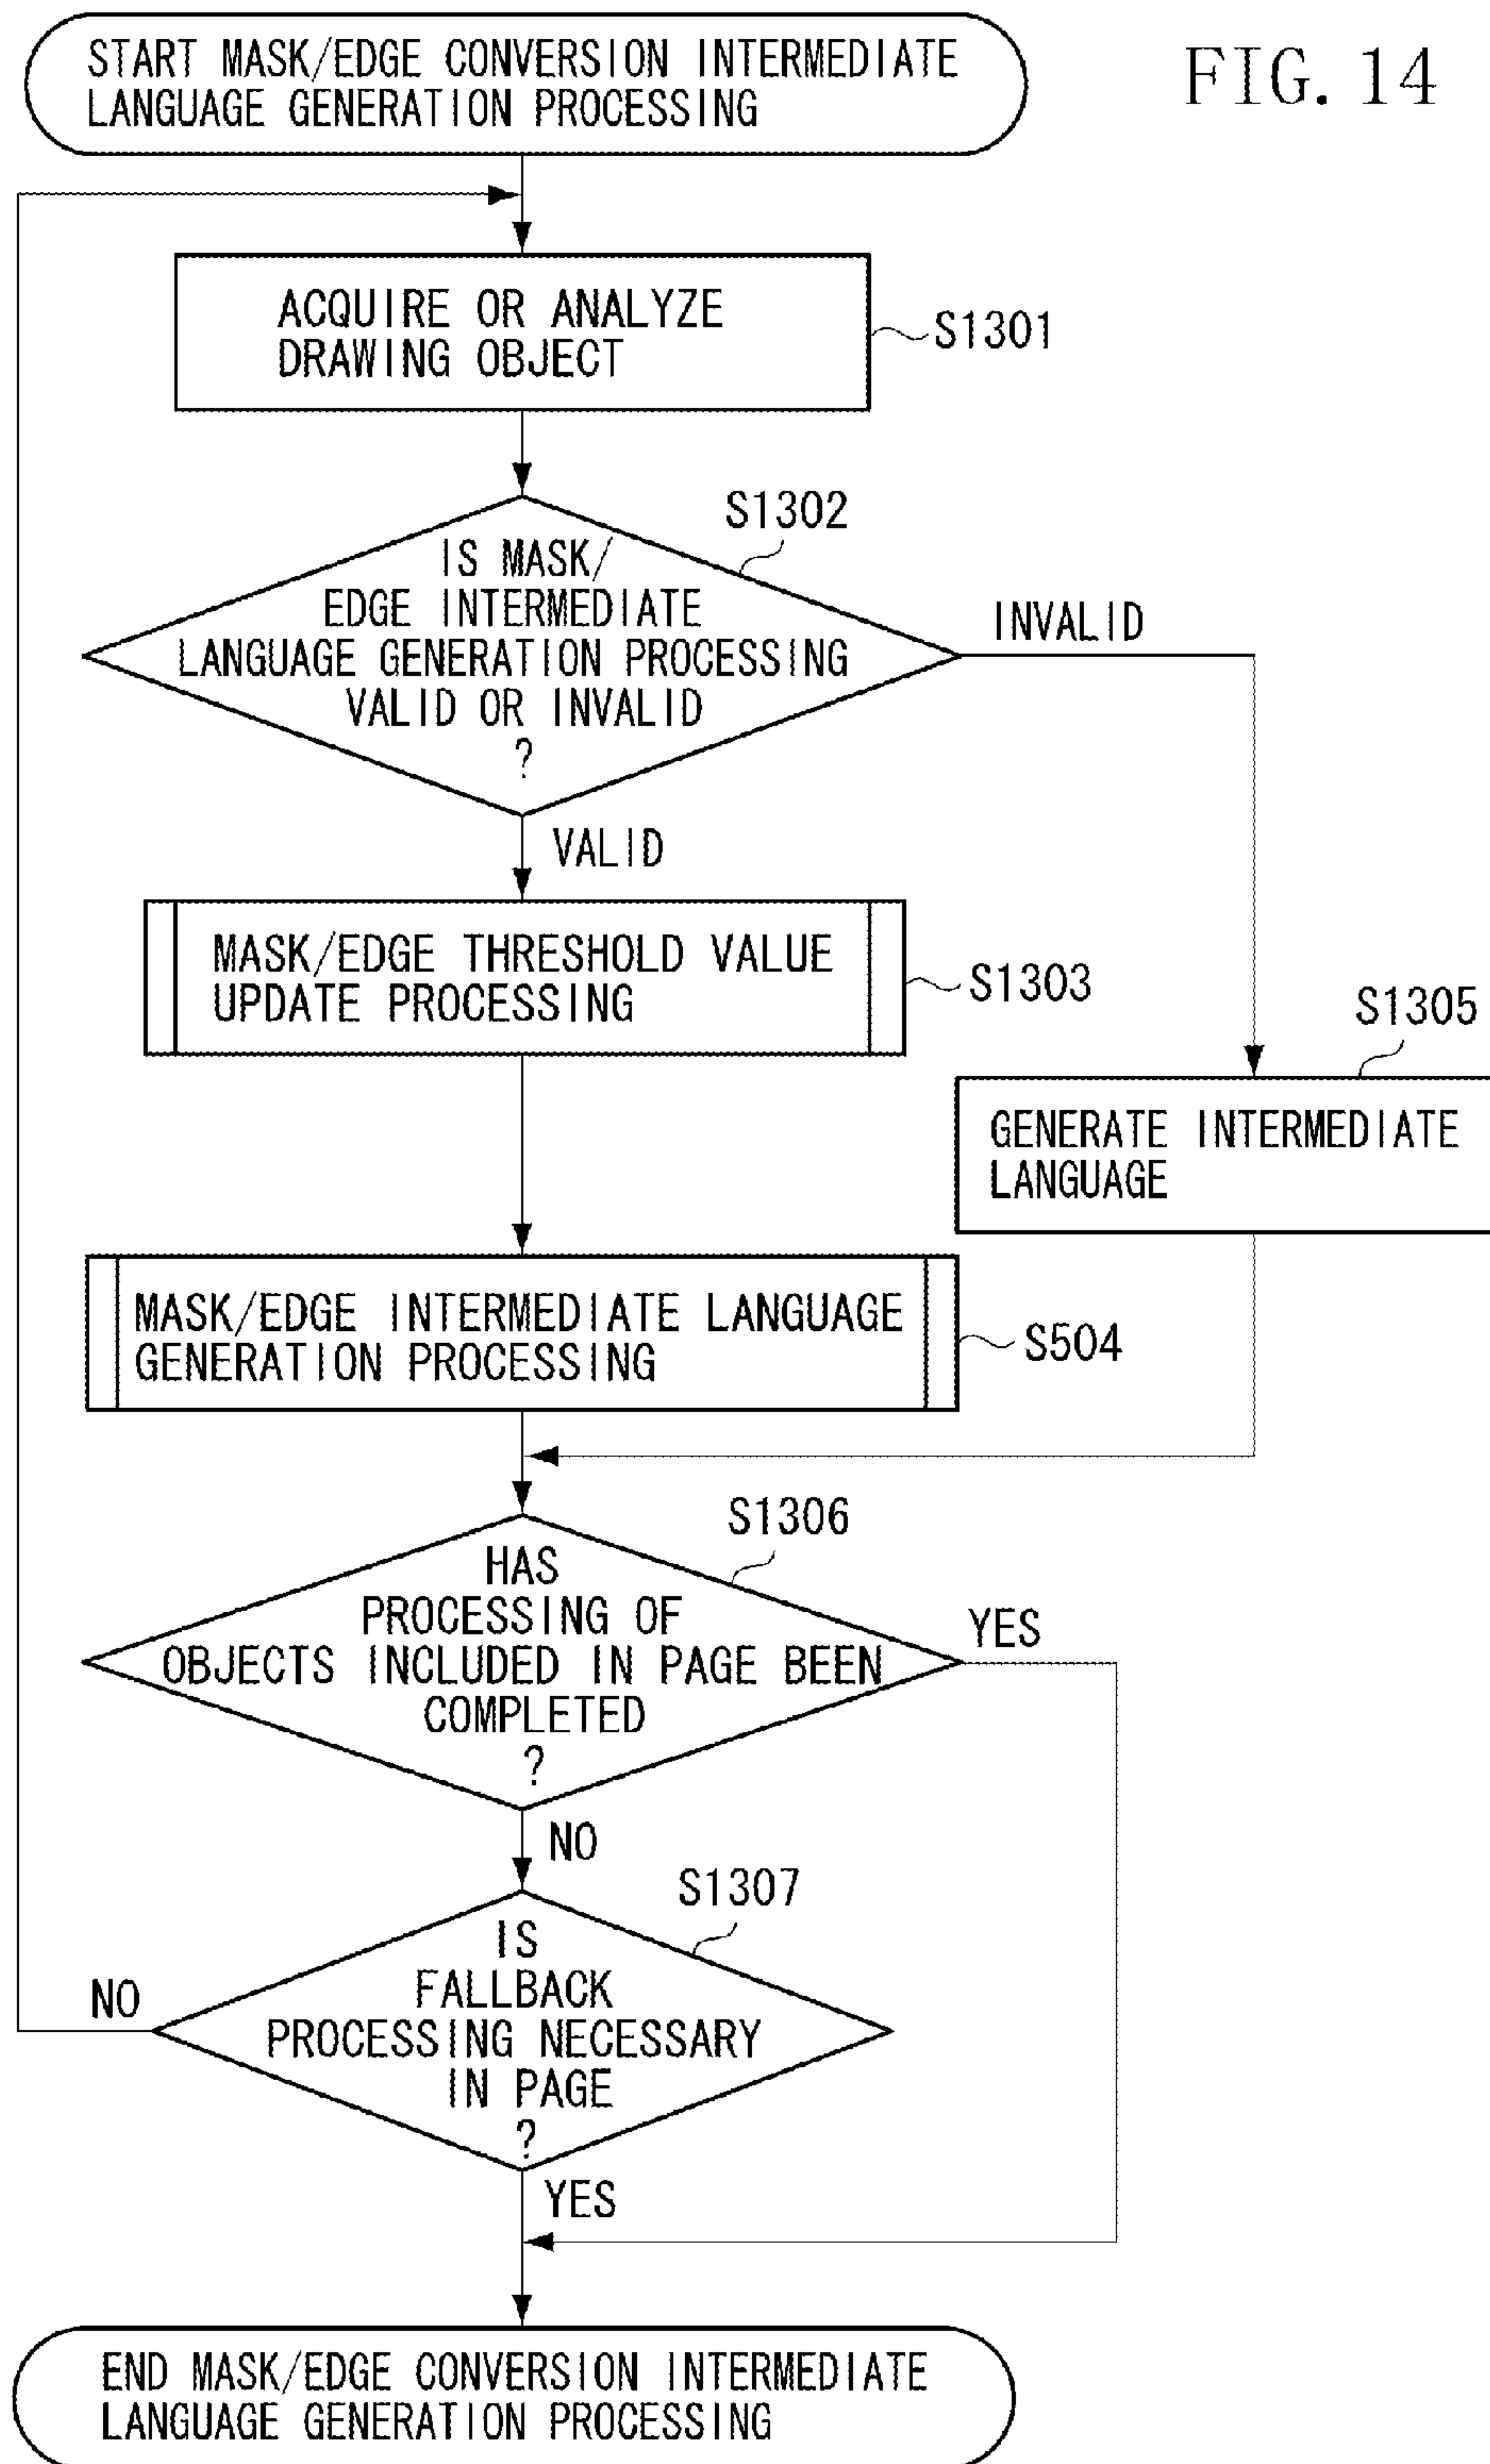 START MASK/EDGE CONVERSION INTERMEDIATE
LANGUAGE GENERATION PROCESSING
FIG. 14
ACQUIRE OR ANALYZE
DRAWING OBJECT
S1301
S1302
IS MASK/
EDGE INTERMEDIATE
LANGUAGE GENERATION PROCESSING
VALID OR INVALID
?
INVALID
VALID
MASK/EDGE THRESHOLD VALUE
UPDATE PROCESSING
S1303
S1305
GENERATE INTERMEDIATE
LANGUAGE
MASK/EDGE INTERMEDIATE LANGUAGE
GENERATION PROCESSING
S504
S1306
HAS
PROCESSING OF
OBJECTS INCLUDED IN PAGE BEEN
COMPLETED
?
YES
NO
S1307
IS
FALLBACK
PROCESSING NECESSARY
IN PAGE
?
NO
YES
END MASK/EDGE CONVERSION INTERMEDIATE
LANGUAGE GENERATION PROCESSING